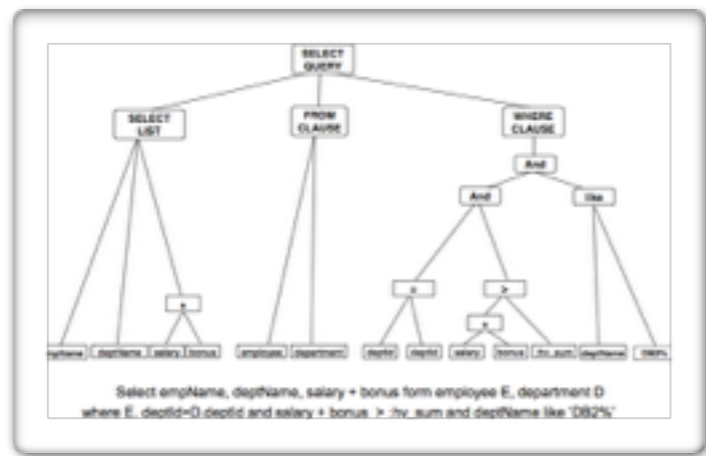 SELECT
QUERY
SELECT
LIST
FROM
CLAUSE
WHERE
CLAUSE
And
And
like
+
=
>
+
deptName
salary
bonus
employee
department
deptId
deptId
salary
bonus
:hv_sum
deptName
Select empName, deptName, salary + bonus form employee E, department D
where E, deptId=D.deptId and salary + bonus > :hv_sum and deptName like 'DB2%"